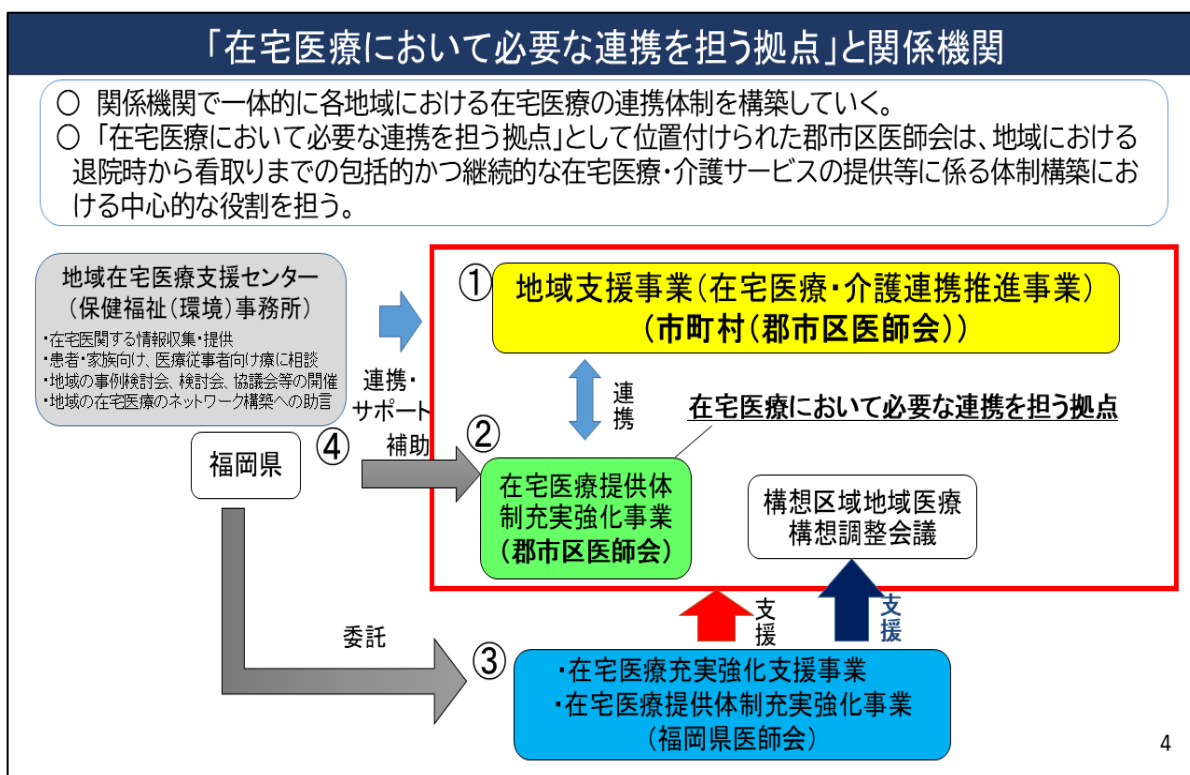 「在宅医療において必要な連携を担う拠点」と関係機関
○ 関係機関で一体的に各地域における在宅医療の連携体制を構築していく。
○ 「在宅医療において必要な連携を担う拠点」として位置付けられた郡市区医師会は、地域における
退院時から看取りまでの包括的かつ継続的な在宅医療・介護サービスの提供等に係る体制構築にお
ける中心的な役割を担う。
地域在宅医療支援センター
(保健福祉(環境)事務所)
・在宅医関する情報収集・提供
・患者・家族向け、医療従事者向け療に相談
・地域の事例検討会、検討会、協議会等の開催
・地域の在宅医療のネットワーク構築への助言
連携・
サポート
①
地域支援事業(在宅医療・介護連携推進事業)
(市町村(郡市区医師会))
連携
在宅医療において必要な連携を担う拠点
福岡県
④
補助
②
在宅医療提供体
制充実強化事業
(郡市区医師会)
構想区域地域医療
構想調整会議
支援
支援
委託
③
・在宅医療充実強化支援事業
・在宅医療提供体制充実強化事業
(福岡県医師会)
4